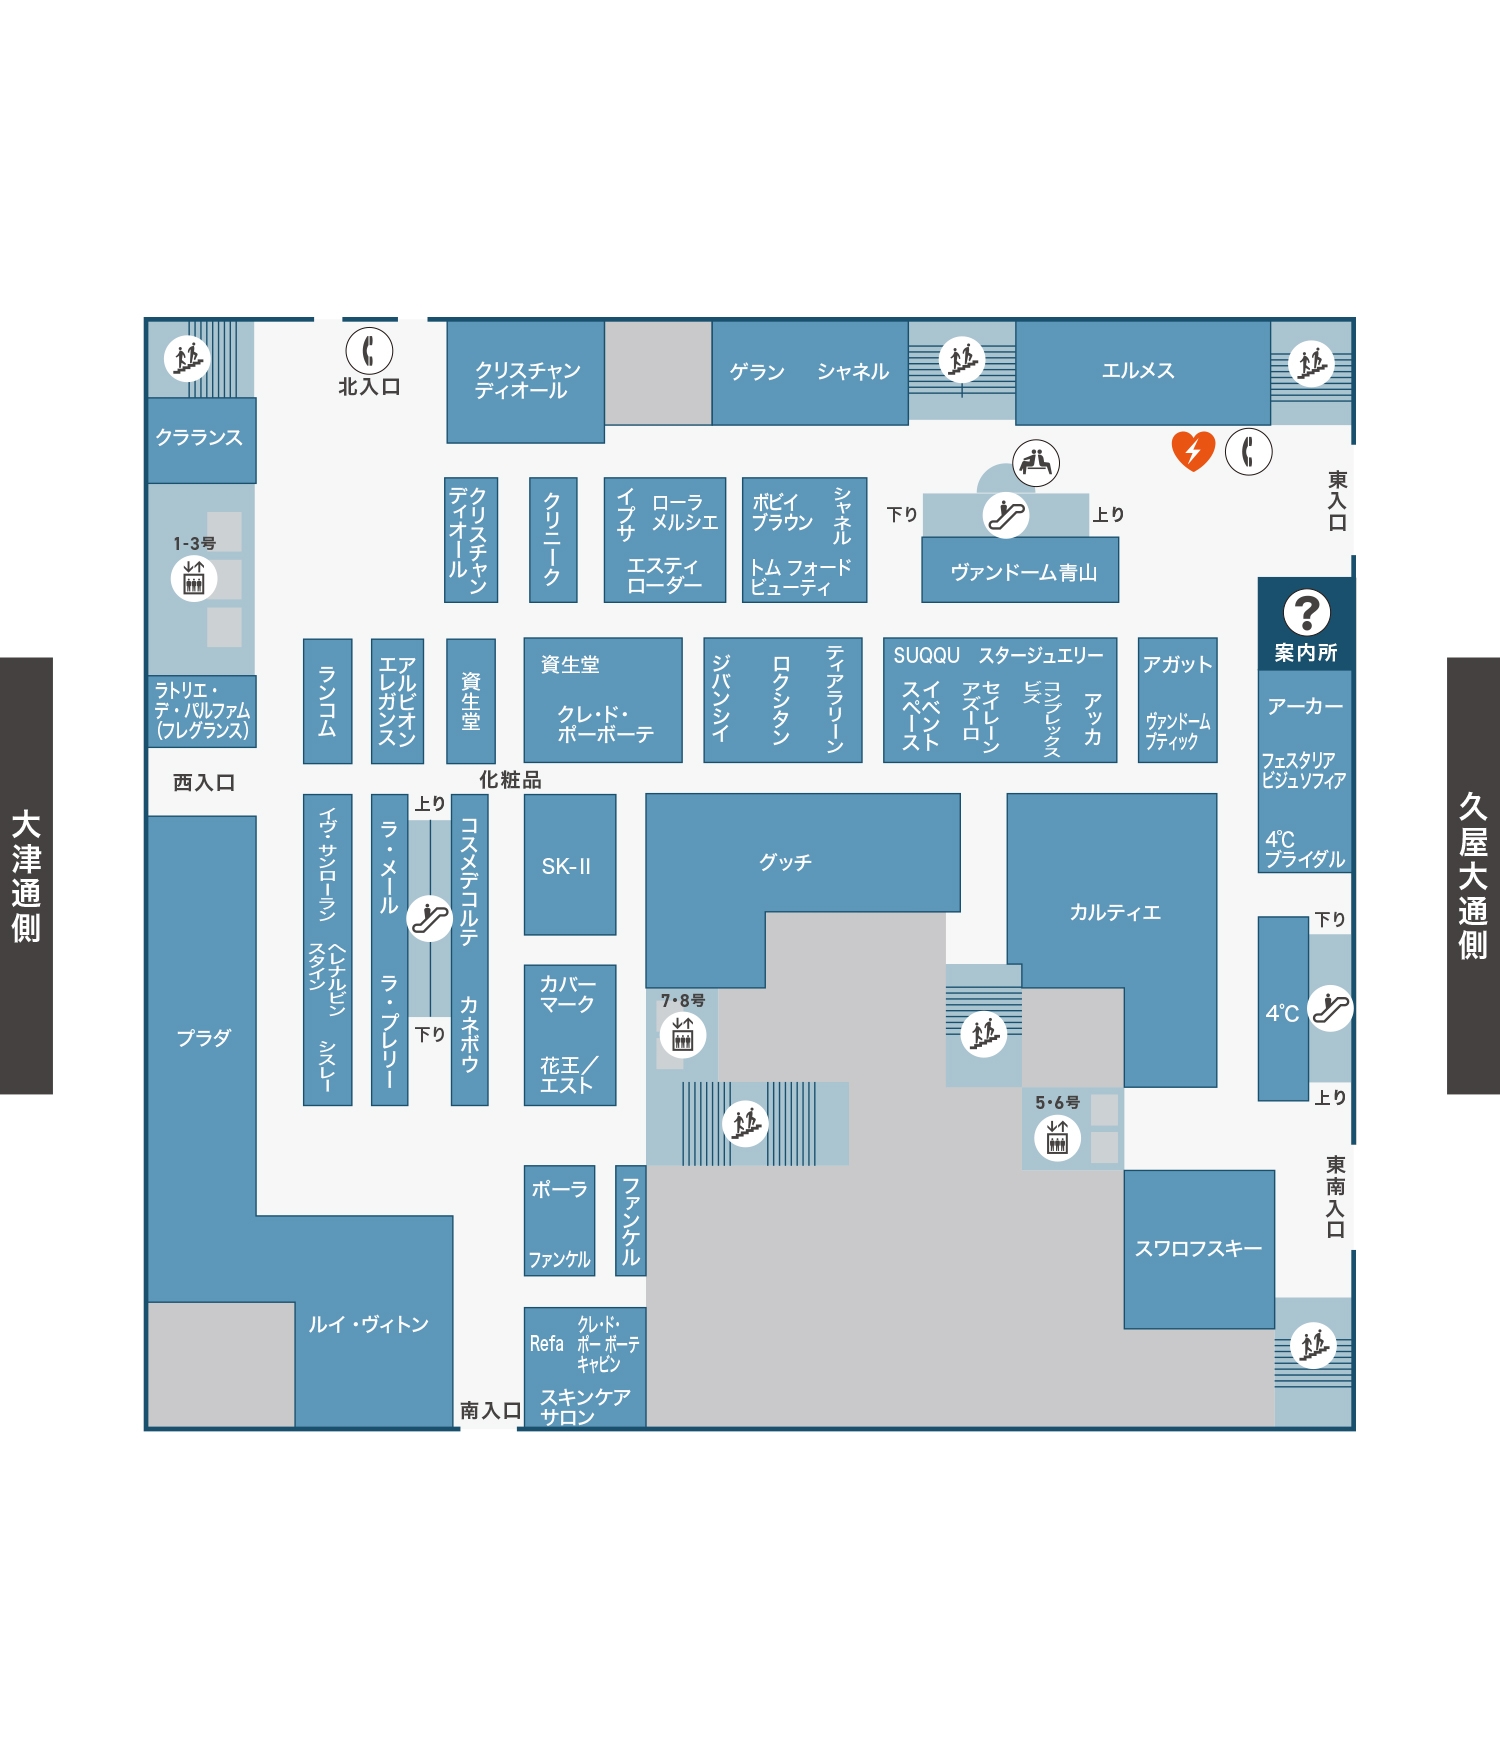 北入口
クリスチャン
ディオール
ゲラン
シャネル
エルメス
クラランス
1-3号
ラトリエ・
デ・パルファム
(フレグランス)
西入口
クリスチャン
ディオール
クリニーク
イプサ
ローラ
メルシエ
エスティ
ローダー
ボビイ
ブラウン
シャネル
トム フォード
ビューティ
下り
上り
ヴァンドーム青山
東入口
?
案内所
ランコム
アルビオン
エレガンス
資生堂
資生堂
クレ・ド・
ポーボーテ
ジバンシイ
ロクシタン
ティアラリーン
SUQQU
スタージュエリー
イベント
スペース
セイレーン
アズーロ
コンプレックス
ビズ
アッカ
アガット
ヴァンドーム
ブティック
アーカー
フェスタリア
ビジュソフィア
4℃
ブライダル
化粧品
大津通側
久屋大通側
イヴ・サンローラン
ヘレナルビン
スタイン
シスレー
ラ・メール
ラ・プレリー
上り
下り
コスメデコルテ
カネボウ
SK-II
カバー
マーク
花王／
エスト
グッチ
カルティエ
プラダ
7・8号
5・6号
下り
4℃
上り
東南入口
ポーラ
ファンケル
ファンケル
スワロフスキー
ルイ・ヴィトン
Refa
クレ・ド・
ポー ボーテ
キャビン
スキンケア
サロン
南入口